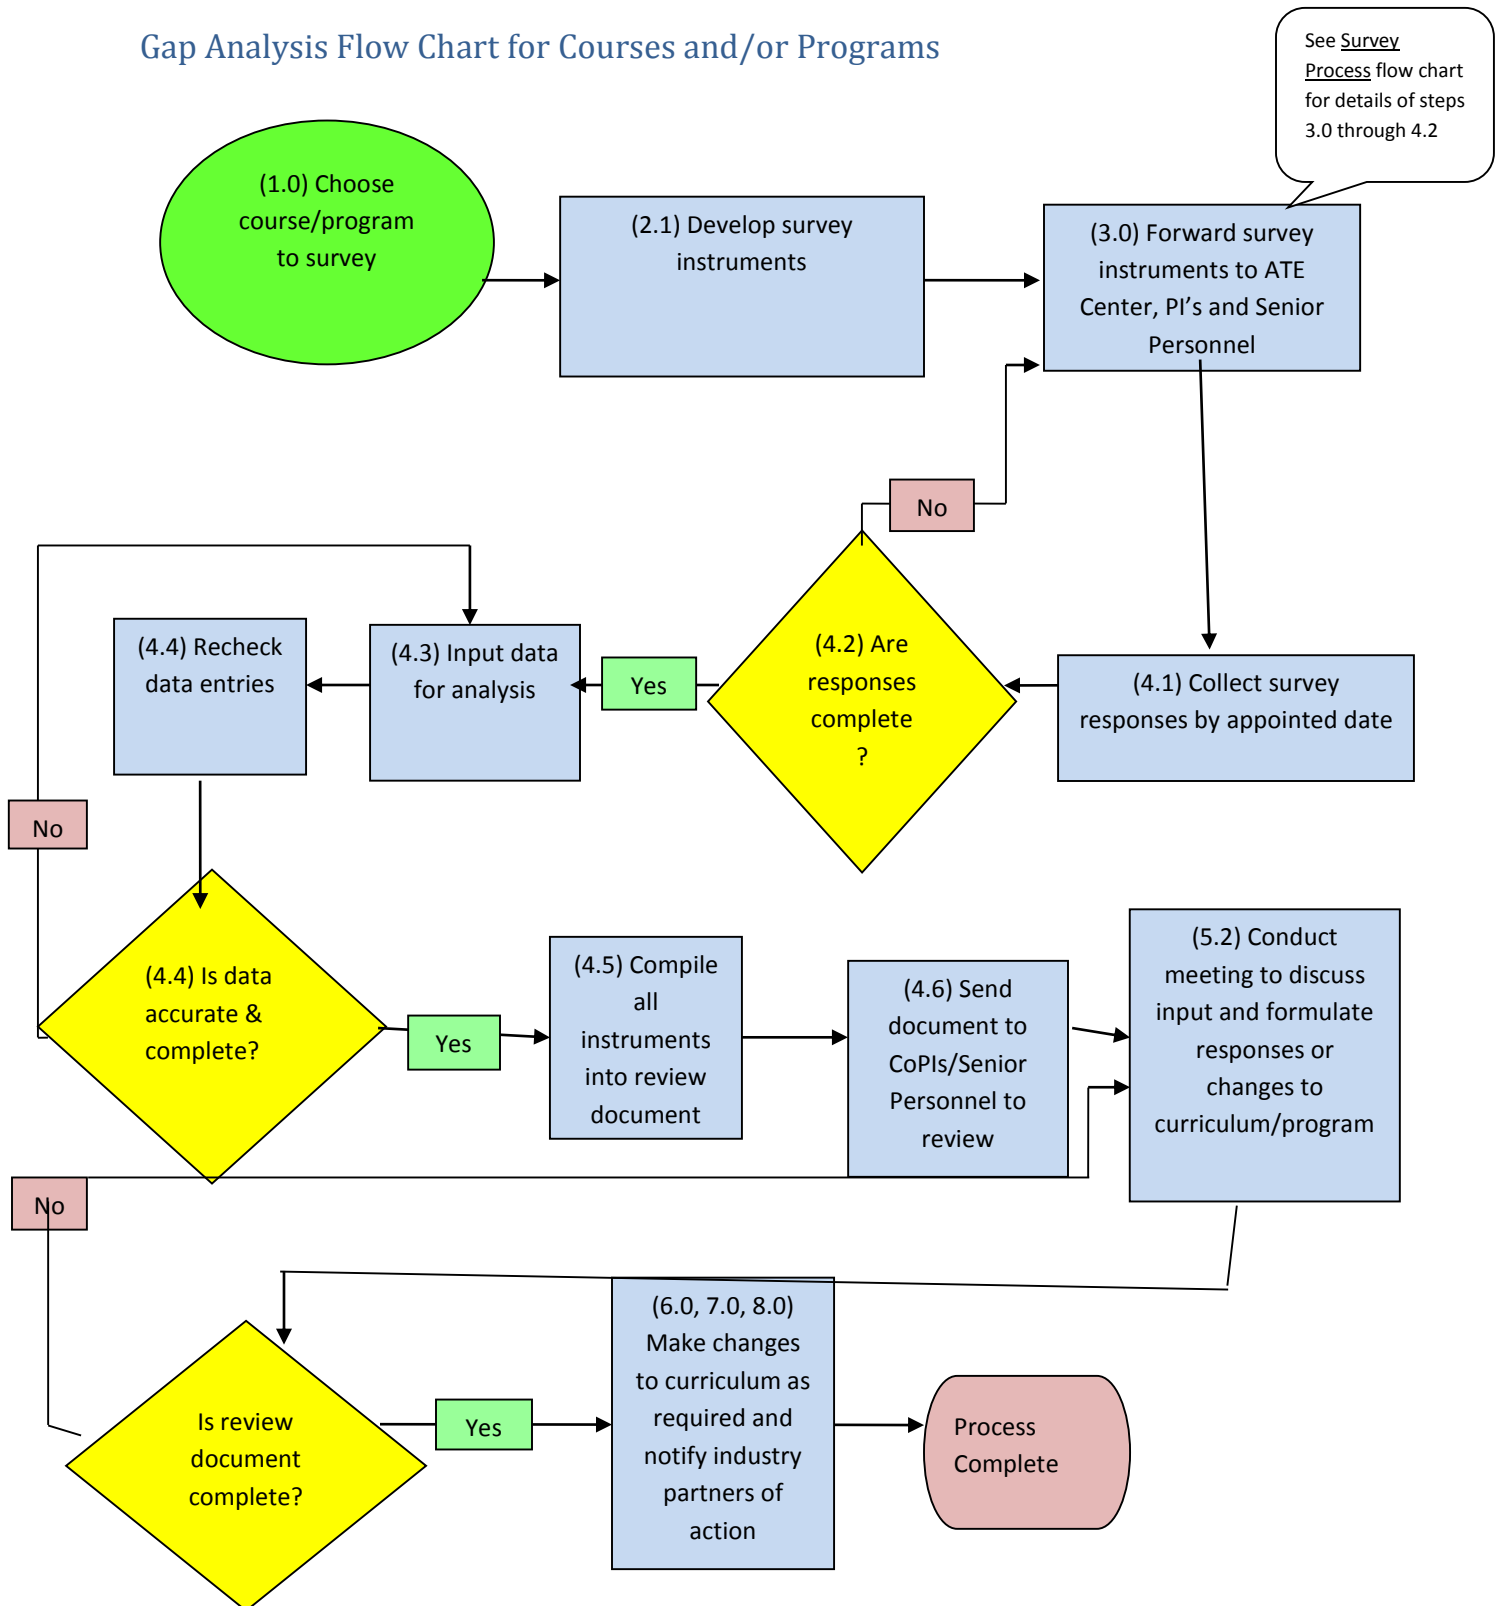 Gap Analysis Flow Chart for Courses and/or Programs
See Survey
Process flow chart
for details of steps
3.0 through 4.2
(1.0) Choose
course/program
to survey
(2.1) Develop survey
instruments
(3.0) Forward survey
instruments to ATE
Center, PI’s and Senior
Personnel
No
(4.4) Recheck
data entries
(4.3) Input data
for analysis
Yes
(4.2) Are
responses
complete
?
(4.1) Collect survey
responses by appointed date
No
(4.4) Is data
accurate &
complete?
Yes
(4.5) Compile
all
instruments
into review
document
(4.6) Send
document to
CoPIs/Senior
Personnel to
review
(5.2) Conduct
meeting to discuss
input and formulate
responses or
changes to
curriculum/program
No
Is review
document
complete?
Yes
(6.0, 7.0, 8.0)
Make changes
to curriculum as
required and
notify industry
partners of
action
Process
Complete